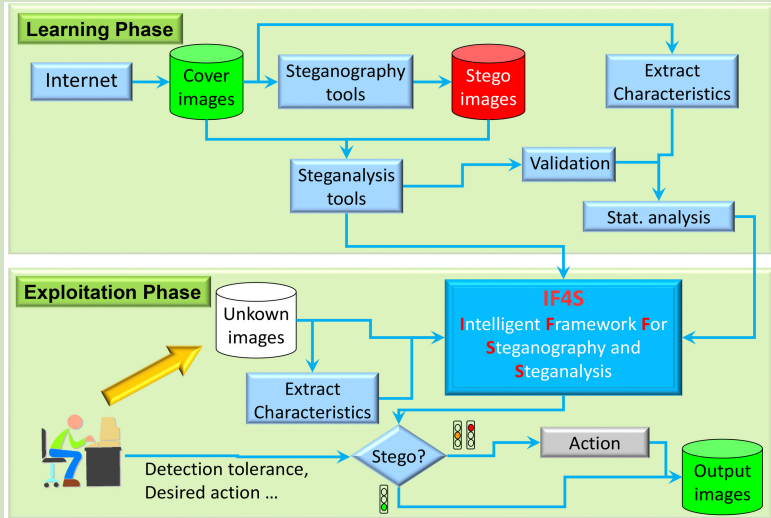 Learning Phase
Internet
Cover
images
Steganography
tools
Stego
images
Extract
Characteristics
Steganalysis
tools
Validation
Stat. analysis
Exploitation Phase
Unkown
images
IF4S
Intelligent Framework For
Steganography and
Steganalysis
Extract
Characteristics
Stego?
Action
Detection tolerance,
Desired action ...
Output
images